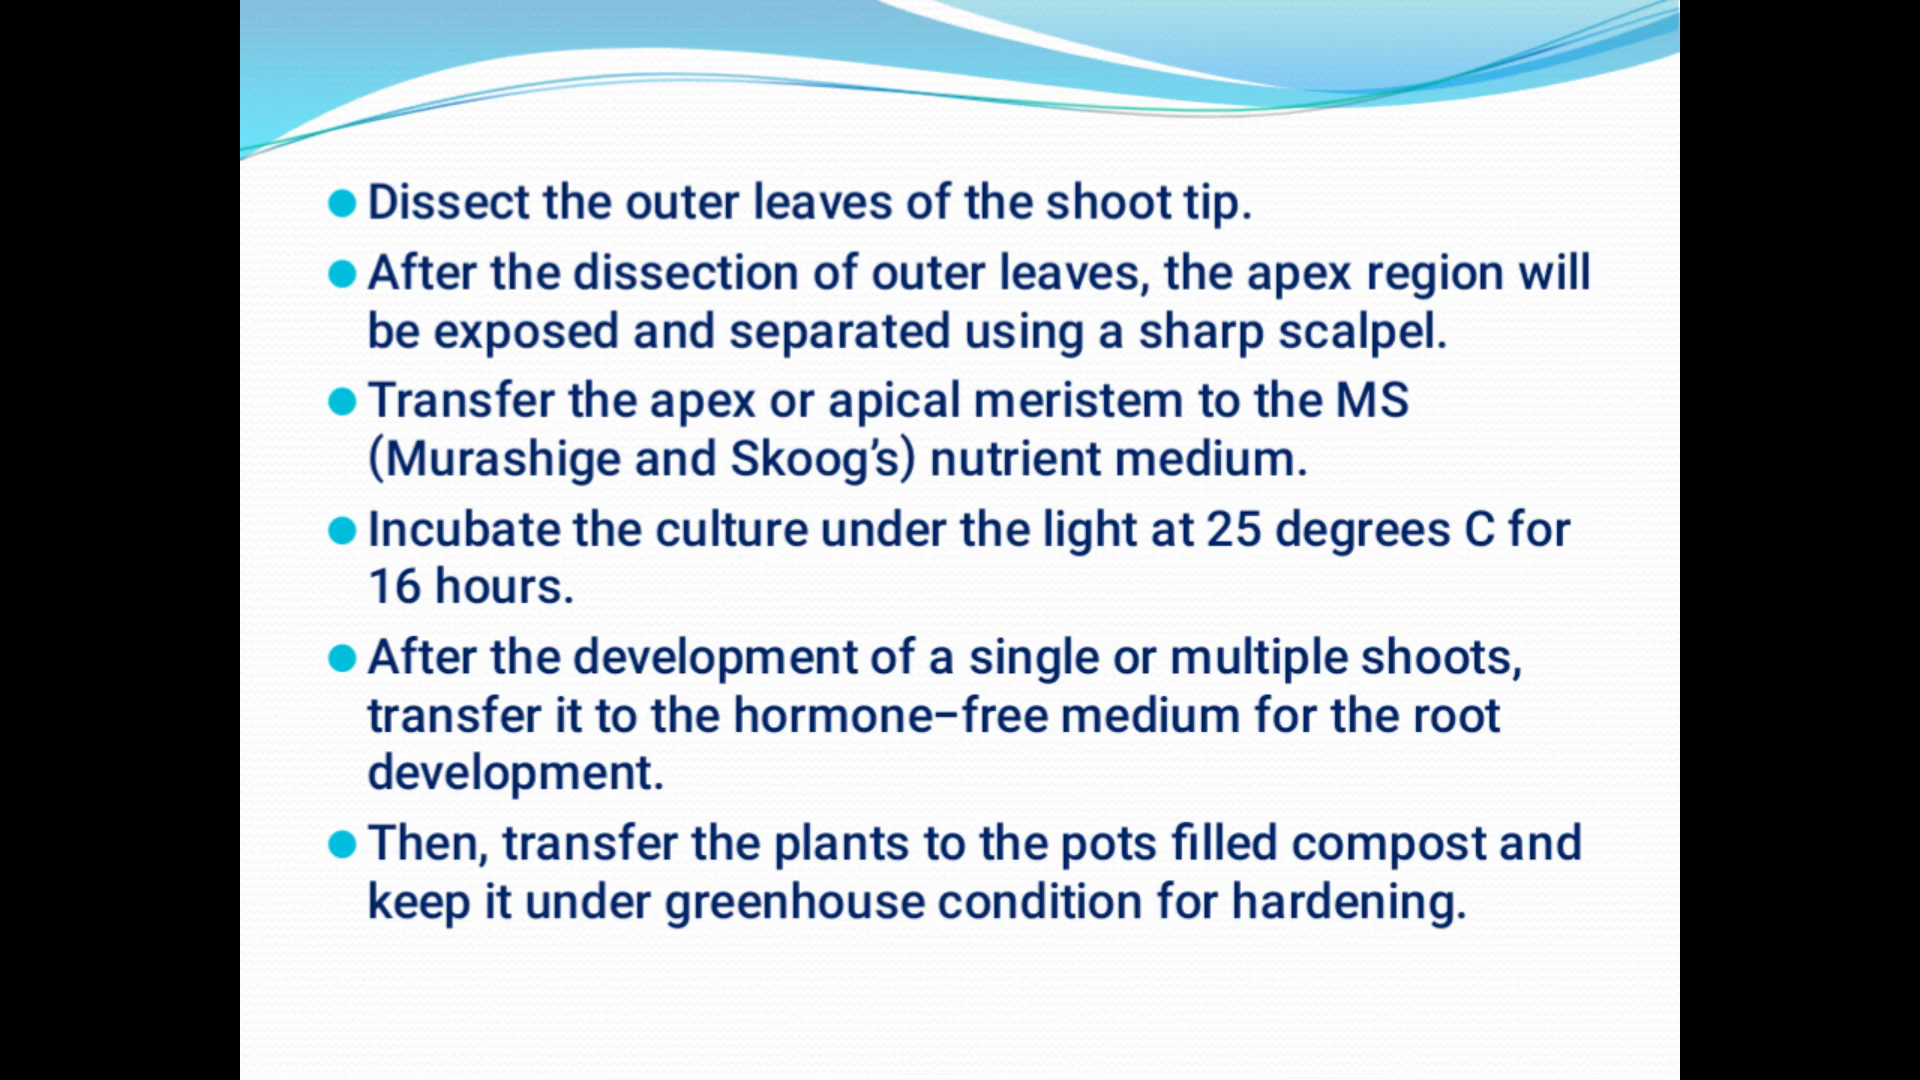 Dissect the outer leaves of the shoot tip.
After the dissection of outer leaves, the apex region will
be exposed and separated using a sharp scalpel.
Transfer the apex or apical meristem to the MS
(Murashige and Skoog’s) nutrient medium.
Incubate the culture under the light at 25 degrees C for
16 hours.
After the development of a single or multiple shoots,
transfer it to the hormone–free medium for the root
development.
Then, transfer the plants to the pots filled compost and
keep it under greenhouse condition for hardening.